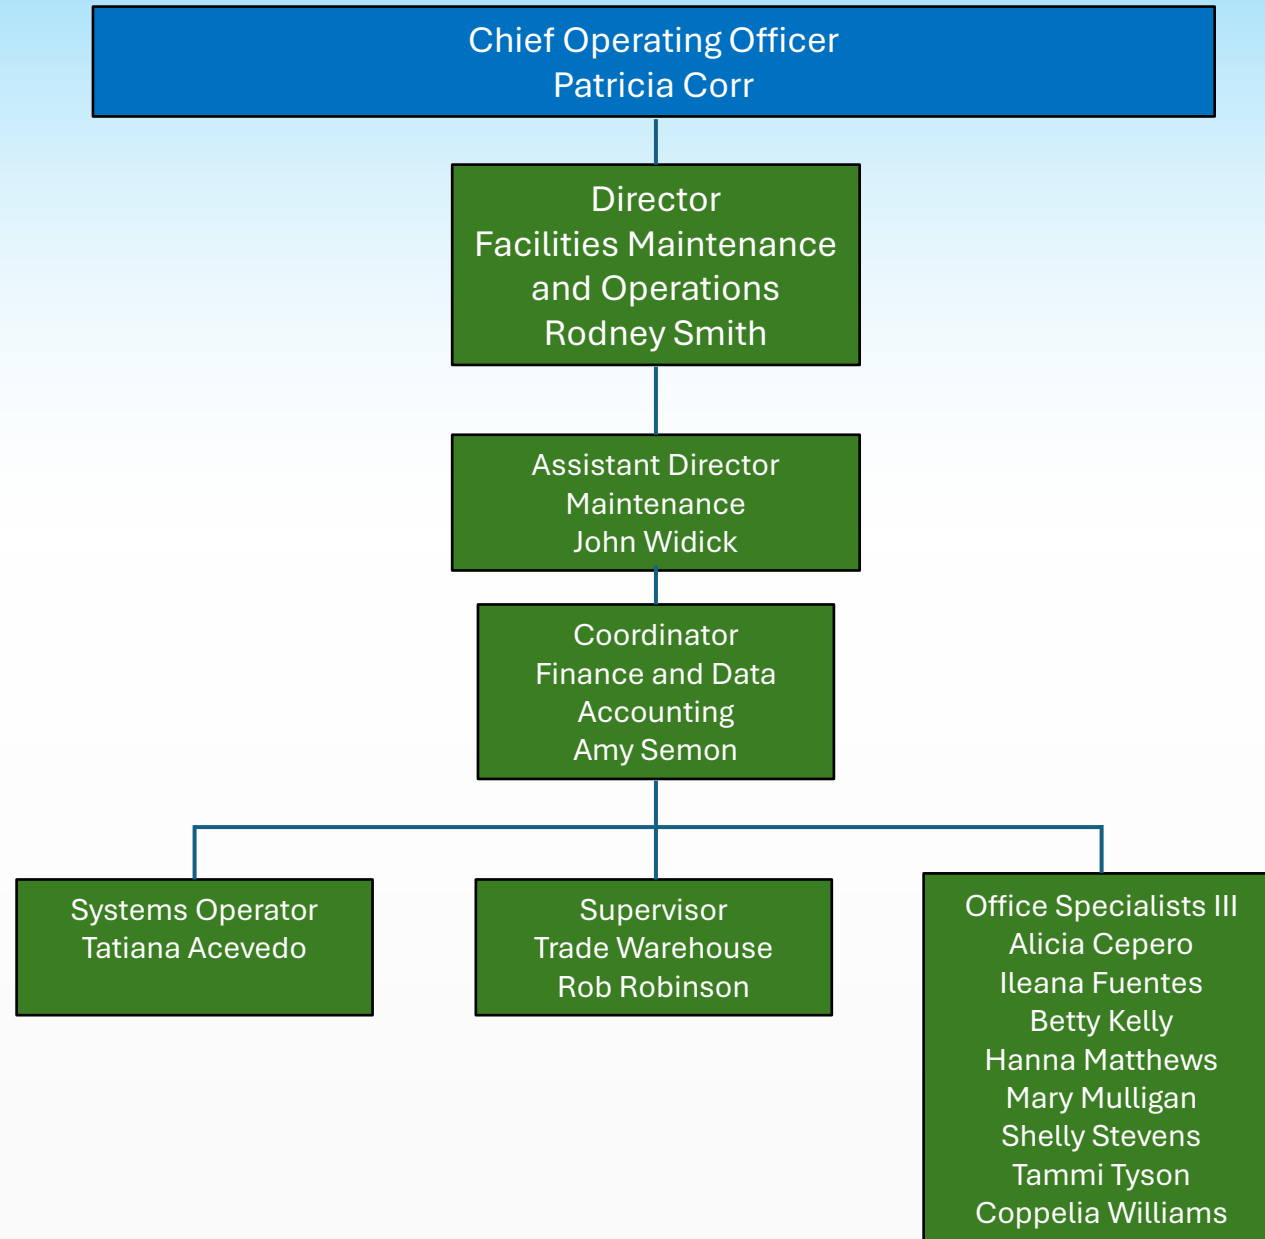 Chief Operating Officer
Patricia Corr
Director
Facilities Maintenance
and Operations
Rodney Smith
Assistant Director
Maintenance
John Widick
Coordinator
Finance and Data
Accounting
Amy Semon
Systems Operator
Tatiana Acevedo
Supervisor
Trade Warehouse
Rob Robinson
Office Specialists III
Alicia Cepero
Ileana Fuentes
Betty Kelly
Hanna Matthews
Mary Mulligan
Shelly Stevens
Tammi Tyson
Coppelia Williams